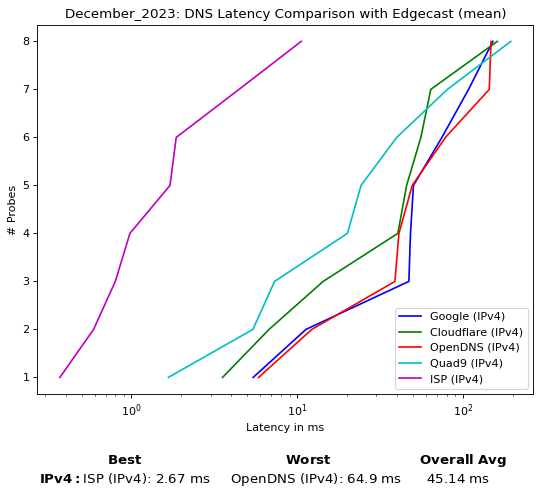 December_2023: DNS Latency Comparison with Edgecast (mean)
8
7
6
5
4
3
2
1
# Probes
10^0
10^1
10^2
Latency in ms
Google (IPv4)
Cloudflare (IPv4)
OpenDNS (IPv4)
Quad9 (IPv4)
ISP (IPv4)
Best Worst Overall Avg
IPv4: ISP (IPv4): 2.67 ms OpenDNS (IPv4): 64.9 ms 45.14 ms